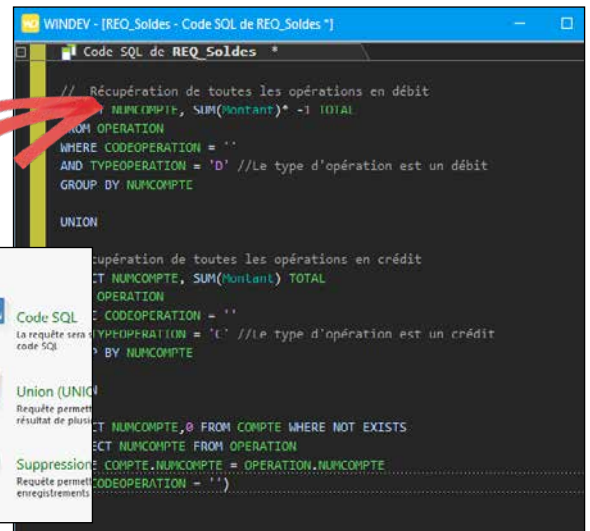 WINDEV - [REQ_Soldes - Code SQL de REQ_Soldes *]
Code SQL de REQ_Soldes *
// Récupération de toutes les opérations en débit
NUMCOMPTE, SUM(Montant)* -1 TOTAL
OM OPERATION
WHERE CODEOPERATION = ''
AND TYPEOPERATION = 'D' //Le type d'opération est un débit
GROUP BY NUMCOMPTE
UNION
cupération de toutes les opérations en crédit
CT NUMCOMPTE, SUM(Montant) TOTAL
OPERATION
E CODEOPERATION = ''
TYPEOPERATION = 'C' //Le type d'opération est un crédit
P BY NUMCOMPTE
N
CT NUMCOMPTE,0 FROM COMPTE WHERE NOT EXISTS
ECT NUMCOMPTE FROM OPERATION
E COMPTE.NUMCOMPTE = OPERATION.NUMCOMPTE
CODEOPERATION = '')
Code SQL
La requête sera s
code SQL
Union (UNIO
Requête permett
résultat de plusi
Suppression
Requête permet
enregistrements